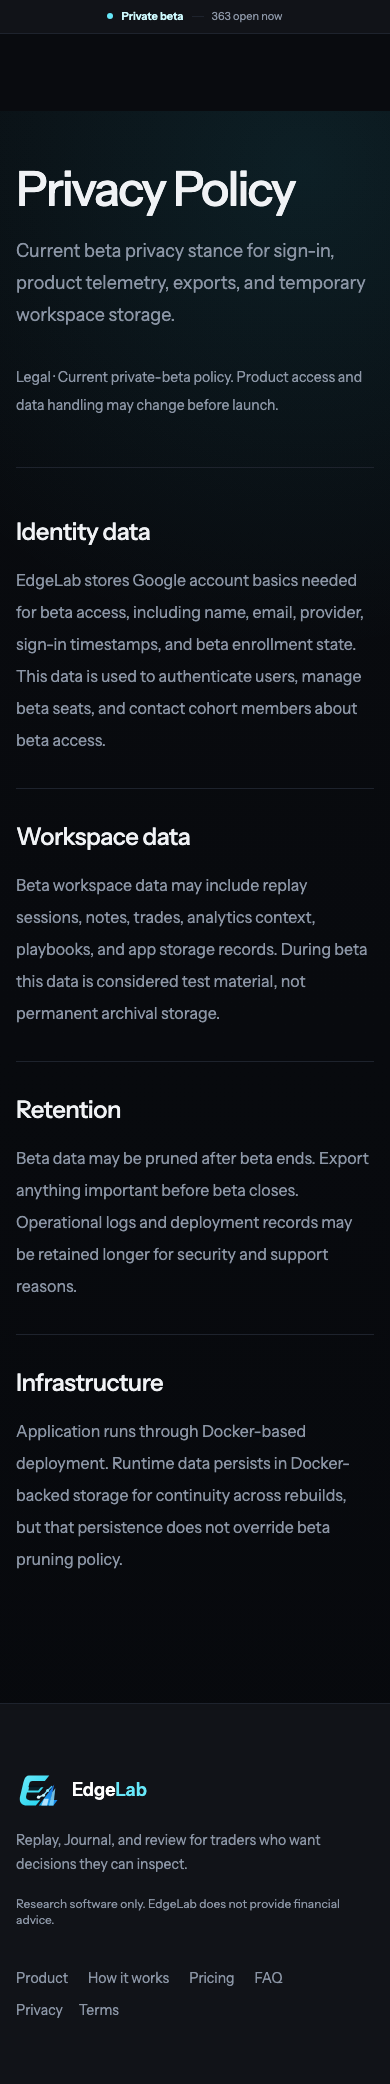 Private beta — 363 open now
Privacy Policy
Current beta privacy stance for sign-in,
product telemetry, exports, and temporary
workspace storage.
Legal · Current private-beta policy. Product access and
data handling may change before launch.
Identity data
EdgeLab stores Google account basics needed
for beta access, including name, email, provider,
sign-in timestamps, and beta enrollment state.
This data is used to authenticate users, manage
beta seats, and contact cohort members about
beta access.
Workspace data
Beta workspace data may include replay
sessions, notes, trades, analytics context,
playbooks, and app storage records. During beta
this data is considered test material, not
permanent archival storage.
Retention
Beta data may be pruned after beta ends. Export
anything important before beta closes.
Operational logs and deployment records may
be retained longer for security and support
reasons.
Infrastructure
Application runs through Docker-based
deployment. Runtime data persists in Docker-
backed storage for continuity across rebuilds,
but that persistence does not override beta
pruning policy.
EdgeLab
Replay, Journal, and review for traders who want
decisions they can inspect.
Research software only. EdgeLab does not provide financial
advice.
Product How it works Pricing FAQ
Privacy Terms